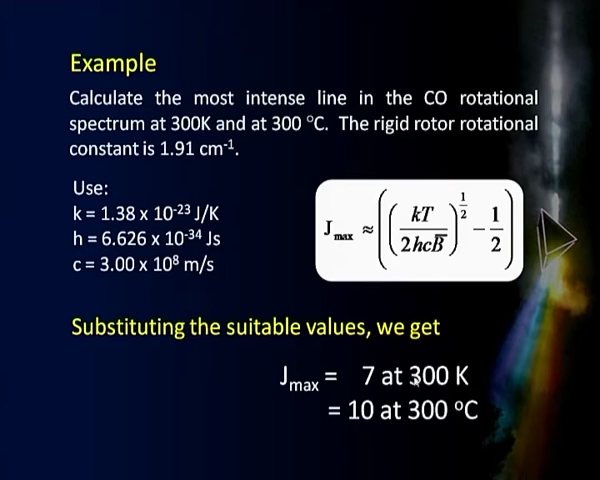 Example
Calculate the most intense line in the CO rotational
spectrum at 300K and at 300 °C. The rigid rotor rotational
constant is 1.91 cm⁻¹.
Use:
k = 1.38 x 10⁻²³ J/K
h = 6.626 x 10⁻³⁴ Js
c = 3.00 x 10⁸ m/s
J_max ≈ ((kT / 2hcB̅)^(1/2) − 1/2)
Substituting the suitable values, we get
J_max = 7 at 300 K
= 10 at 300 °C